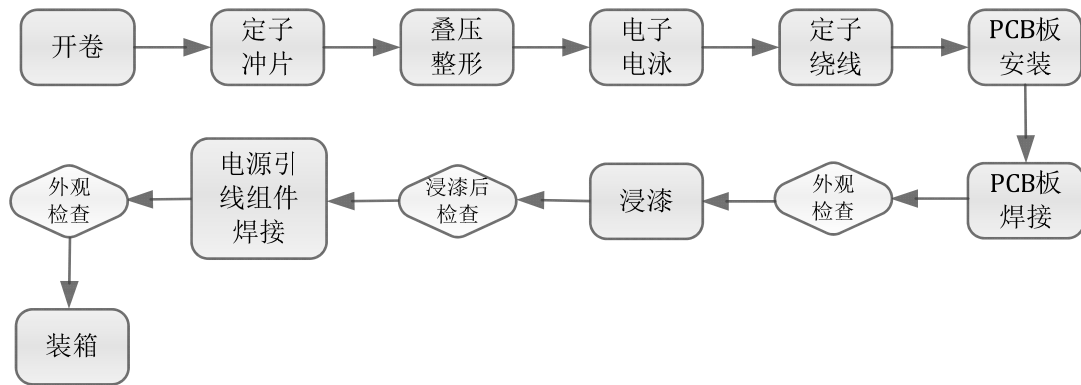 开卷
定子
冲片
叠压
整形
电子
电泳
定子
绕线
PCB板
安装
PCB板
焊接
外观
检查
浸漆
浸漆后
检查
电源引
线组件
焊接
外观
检查
装箱